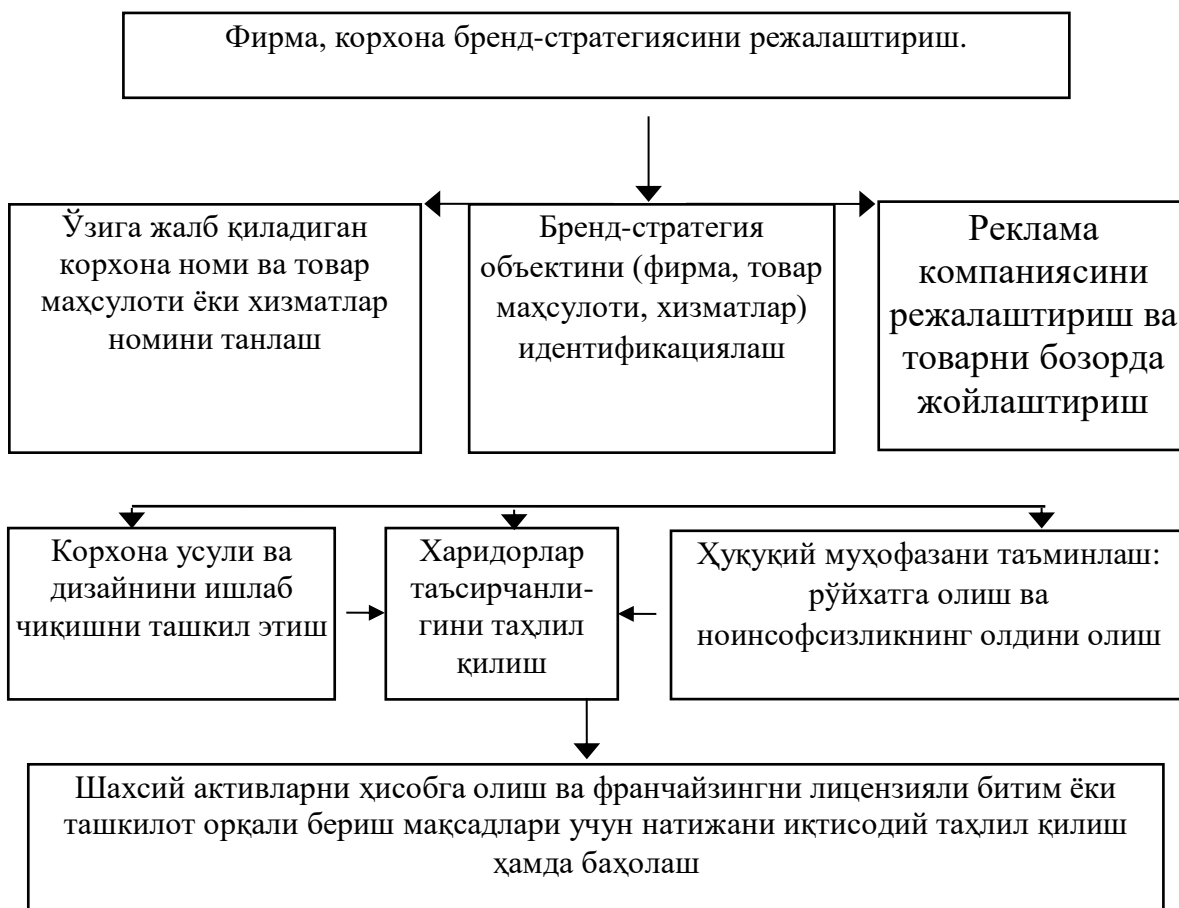 Фирма, корхона бренд-стратегиясини режалаштириш.
Ўзига жалб қиладиган
корхона номи ва товар
маҳсулоти ёки хизматлар
номини танлаш
Бренд-стратегия
объектини (фирма, товар
маҳсулоти, хизматлар)
идентификациялаш
Реклама
компаниясини
режалаштириш ва
товарни бозорда
жойлаштириш
Корхона усули ва
дизайнини ишлаб
чиқишни ташкил этиш
Харидорлар
таъсирчанли-
гини таҳлил
қилиш
Ҳуқуқий муҳофазани таъминлаш:
рўйхатга олиш ва
ноинсофсизликнинг олдини олиш
Шахсий активларни ҳисобга олиш ва франчайзингни лицензияли битим ёки
ташкилот орқали бериш мақсадлари учун натижани иқтисодий таҳлил қилиш
ҳамда баҳолаш